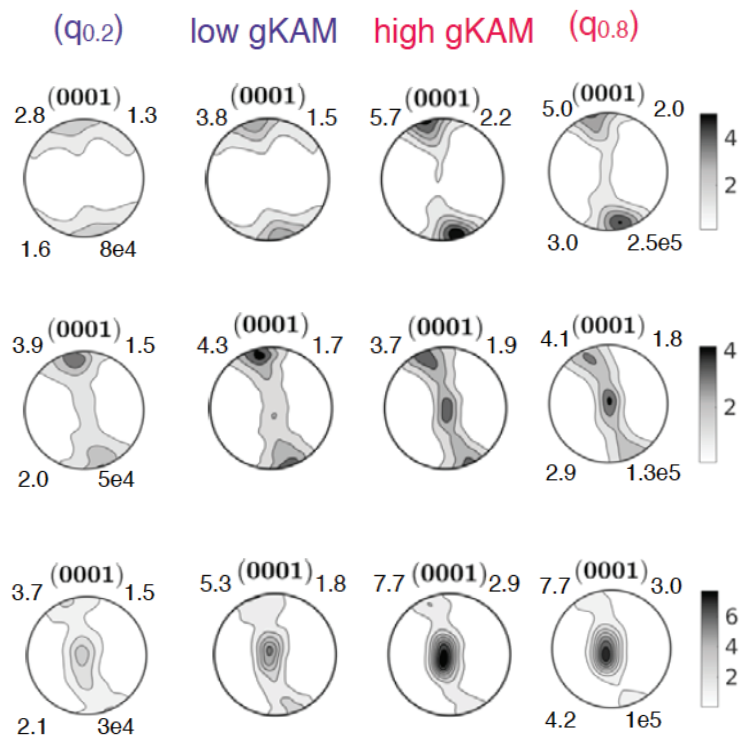 (q0.2) low gKAM high gKAM (q0.8)
(0001) (0001) (0001) (0001)
2.8 1.3 3.8 1.5 5.7 2.2 5.0 2.0
4
2
1.6 8e4 3.0 2.5e5
(0001) (0001) (0001) (0001)
3.9 1.5 4.3 1.7 3.7 1.9 4.1 1.8
4
2
2.0 5e4 2.9 1.3e5
(0001) (0001) (0001) (0001)
3.7 1.5 5.3 1.8 7.7 2.9 7.7 3.0
6
4
2
2.1 3e4 4.2 1e5